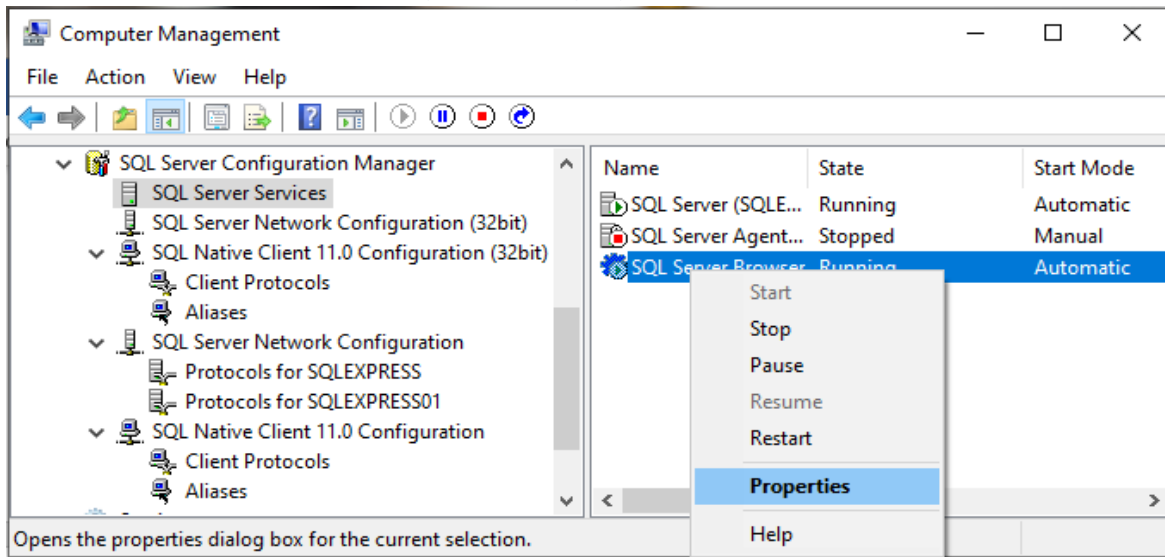 Computer Management
File Action View Help
SQL Server Configuration Manager
SQL Server Services
SQL Server Network Configuration (32bit)
SQL Native Client 11.0 Configuration (32bit)
Client Protocols
Aliases
SQL Server Network Configuration
Protocols for SQLEXPRESS
Protocols for SQLEXPRESS01
SQL Native Client 11.0 Configuration
Client Protocols
Aliases
Name State Start Mode
SQL Server (SQLE... Running Automatic
SQL Server Agent... Stopped Manual
SQL Server Browser Running Automatic
Start
Stop
Pause
Resume
Restart
Properties
Help
Opens the properties dialog box for the current selection.